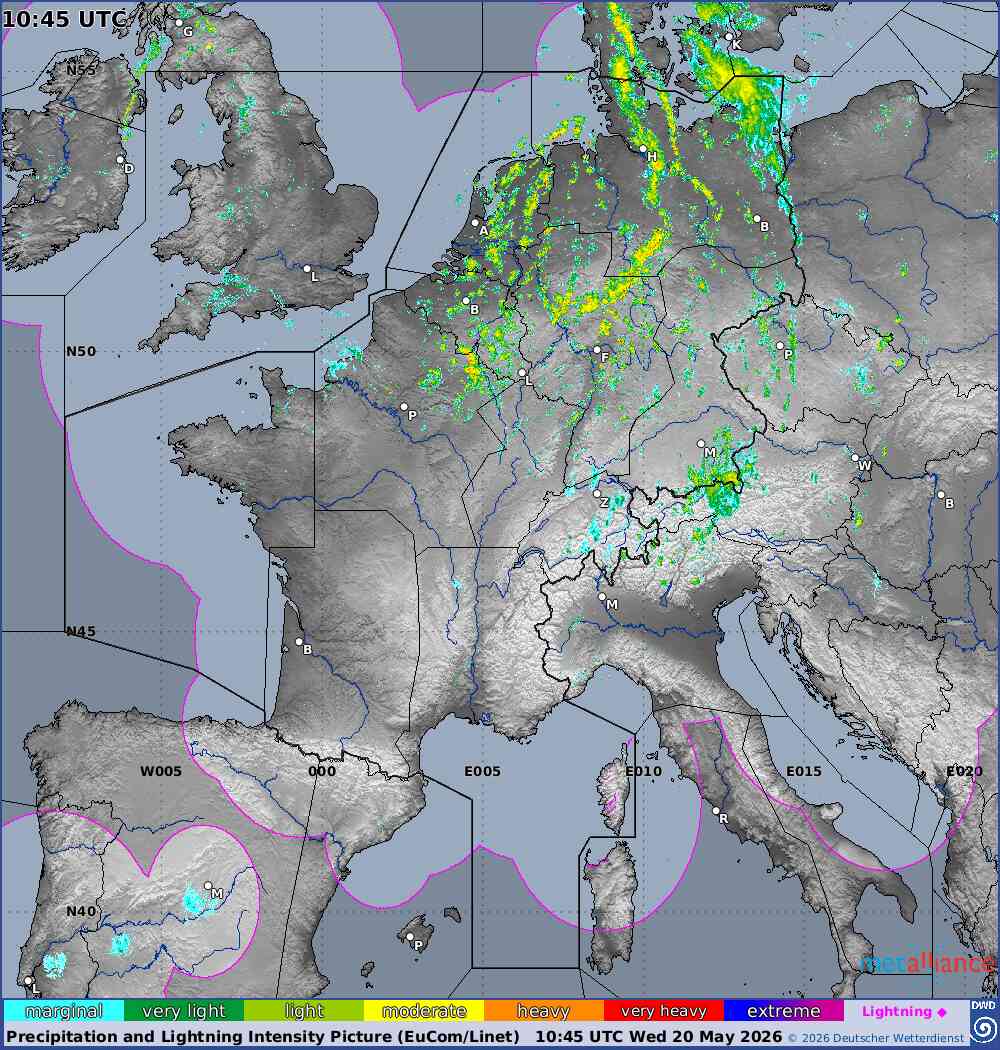 10:45 UTC
G
K
N55
H
D
A
B
L
B
N50
P
F
L
P
M
W
Z
B
M
N45
B
W005
000
E005
E010
E015
E020
R
M
N40
P
metalliance
L
marginal very light light moderate heavy very heavy extreme Lightning ◆
DWD
Precipitation and Lightning Intensity Picture (EuCom/Linet) 10:45 UTC Wed 20 May 2026 © 2026 Deutscher Wetterdienst